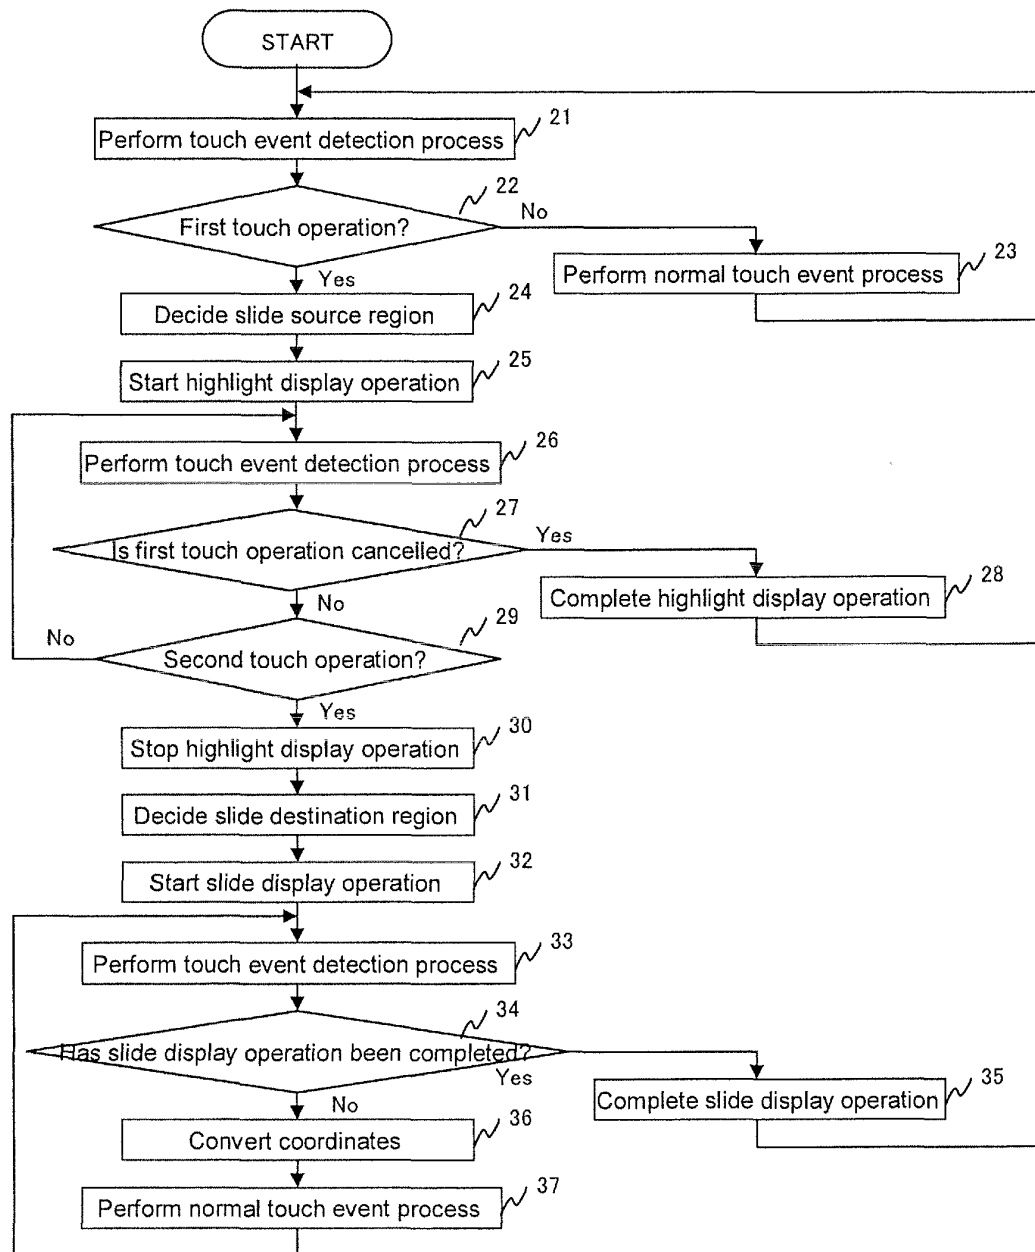 START
Perform touch event detection process
21
22
First touch operation?
No
Yes
Perform normal touch event process
23
Decide slide source region
24
Start highlight display operation
25
Perform touch event detection process
26
27
Is first touch operation cancelled?
Yes
No
Complete highlight display operation
28
29
Second touch operation?
No
Yes
Stop highlight display operation
30
Decide slide destination region
31
Start slide display operation
32
Perform touch event detection process
33
34
Has slide display operation been completed?
Yes
No
Complete slide display operation
35
Convert coordinates
36
Perform normal touch event process
37